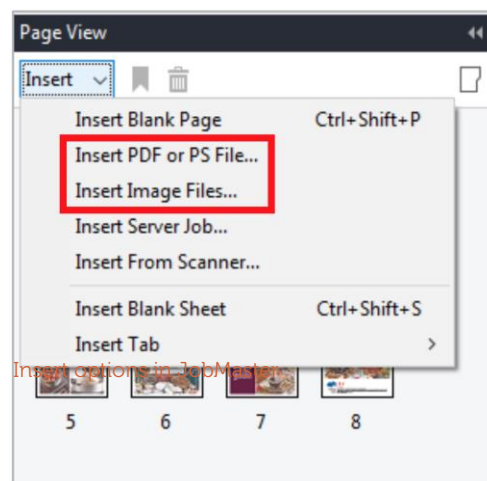 Page View
Insert
Insert Blank Page Ctrl+Shift+P
Insert PDF or PS File...
Insert Image Files...
Insert Server Job...
Insert From Scanner...
Insert Blank Sheet Ctrl+Shift+S
Insert Tab
Insert options in JobMaster
5 6 7 8